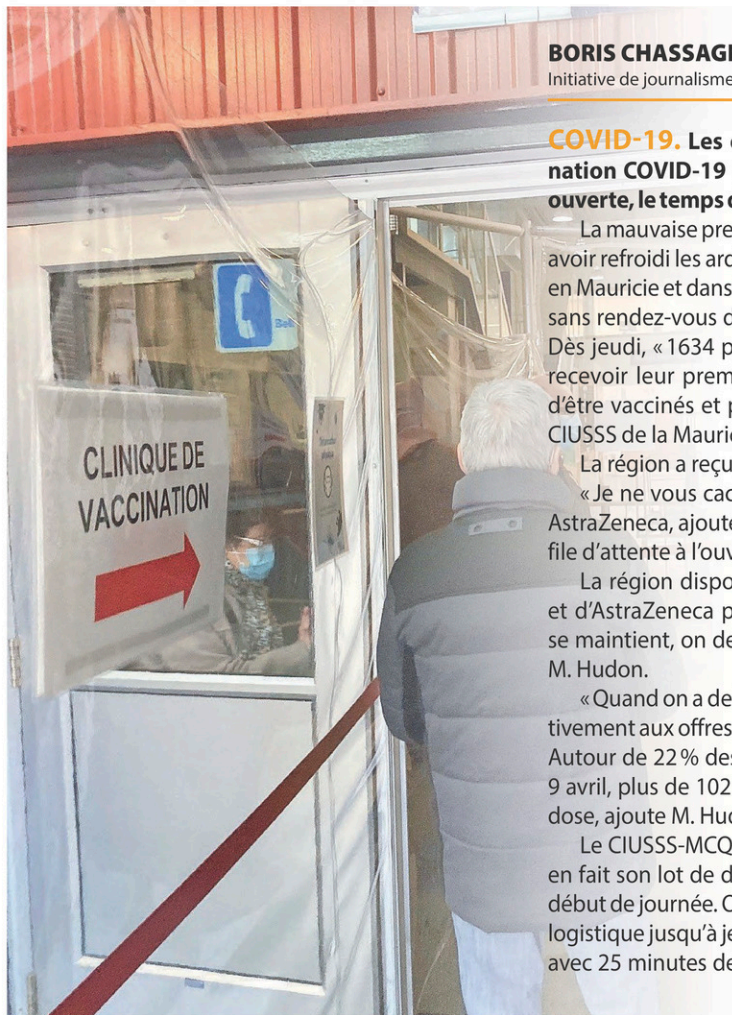 CLINIQUE DE
VACCINATION
Bell
BORIS CHASSAG
Initiative de journalisme
COVID-19. Les
nation COVID-19
ouverte, le temps
La mauvaise pre
avoir refroidi les ard
en Mauricie et dans
sans rendez-vous d
Dès jeudi, « 1634 p
recevoir leur prem
d'être vaccinés et p
CIUSSS de la Mauric
La région a reçu
« Je ne vous cac
AstraZeneca, ajoute
file d'attente à l'ouv
La région dispo
et d'AstraZeneca p
se maintient, on de
M. Hudon.
« Quand on a de
tivement aux offres
Autour de 22 % des
9 avril, plus de 102
dose, ajoute M. Hud
Le CIUSSS-MCQ
en fait son lot de d
début de journée. C
logistique jusqu'à je
avec 25 minutes de